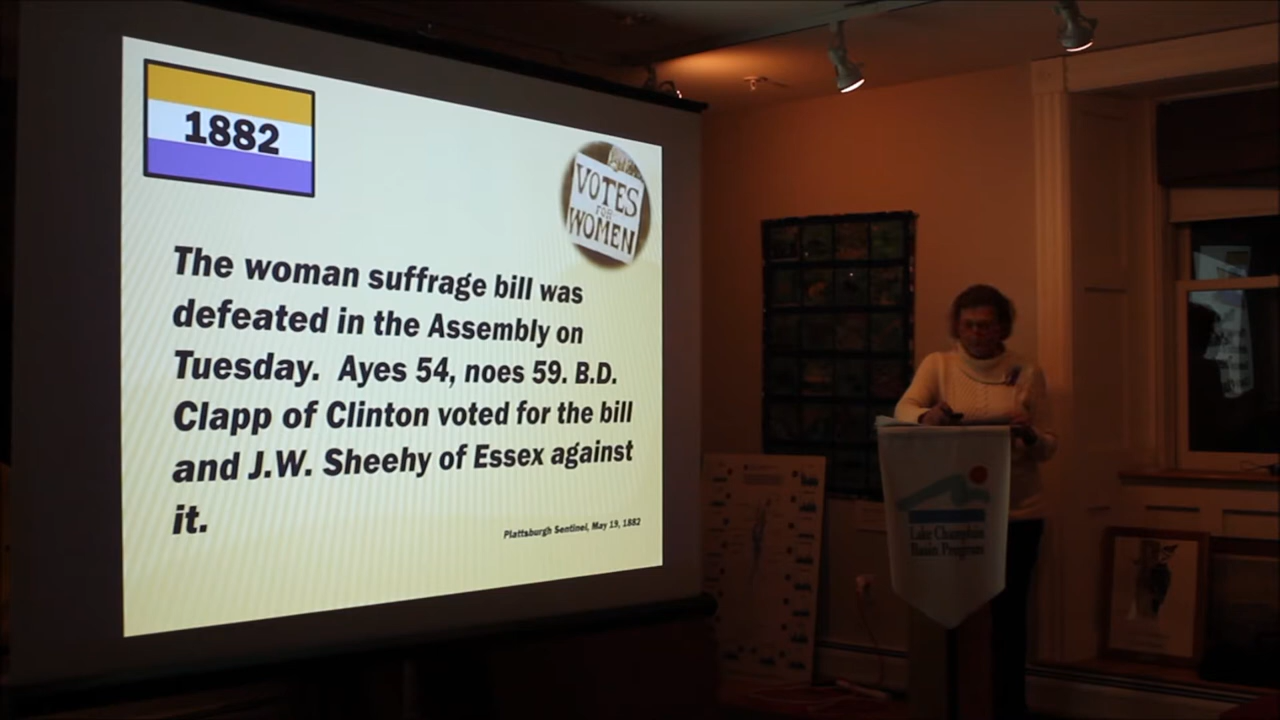 1882
VOTES
FOR
WOMEN
The woman suffrage bill was
defeated in the Assembly on
Tuesday. Ayes 54, noes 59. B.D.
Clapp of Clinton voted for the bill
and J.W. Sheehy of Essex against
it.
Plattsburgh Sentinel, May 19, 1882
Lake Champlain
Basin Program